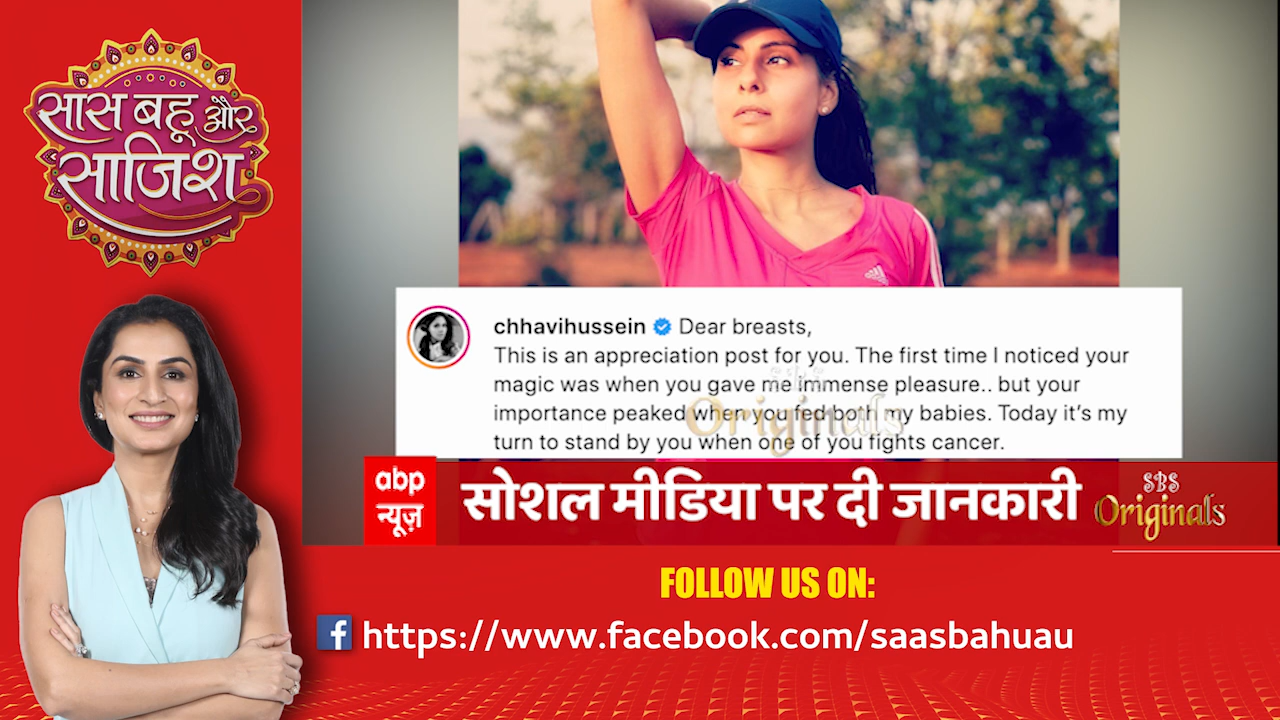 सास बहू और
साजिश
chhavihussein Dear breasts,
This is an appreciation post for you. The first time I noticed your
magic was when you gave me immense pleasure.. but your
importance peaked when you fed both my babies. Today it's my
turn to stand by you when one of you fights cancer.
SBS
Originals
abp
न्यूज़
सोशल मीडिया पर दी जानकारी
SBS
Originals
FOLLOW US ON:
f https://www.facebook.com/saasbahuau